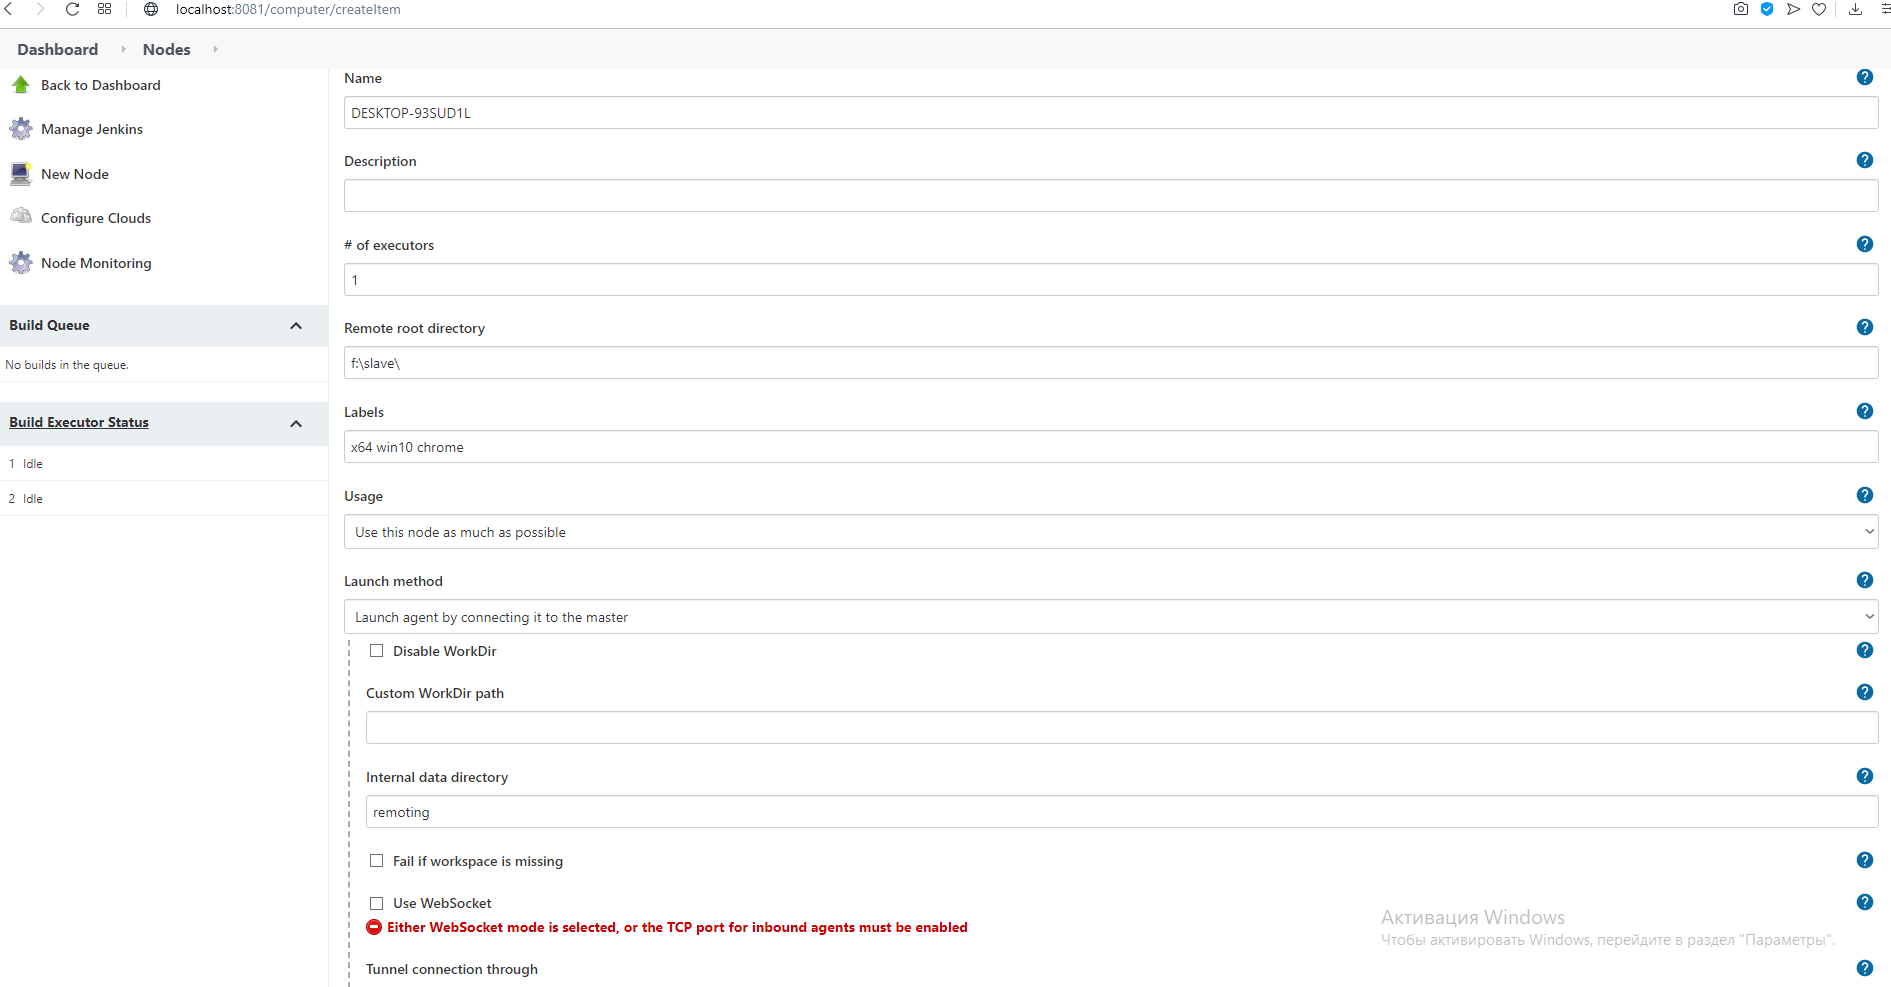 localhost:8081/computer/createItem
Dashboard
Nodes
Back to Dashboard
Manage Jenkins
New Node
Configure Clouds
Node Monitoring
Build Queue
No builds in the queue.
Build Executor Status
1 Idle
2 Idle
Name
DESKTOP-93SUD1L
Description
# of executors
1
Remote root directory
f:\slave\
Labels
x64 win10 chrome
Usage
Use this node as much as possible
Launch method
Launch agent by connecting it to the master
Disable WorkDir
Custom WorkDir path
Internal data directory
remoting
Fail if workspace is missing
Use WebSocket
Either WebSocket mode is selected, or the TCP port for inbound agents must be enabled
Tunnel connection through
Активация Windows
Чтобы активировать Windows, перейдите в раздел "Параметры".